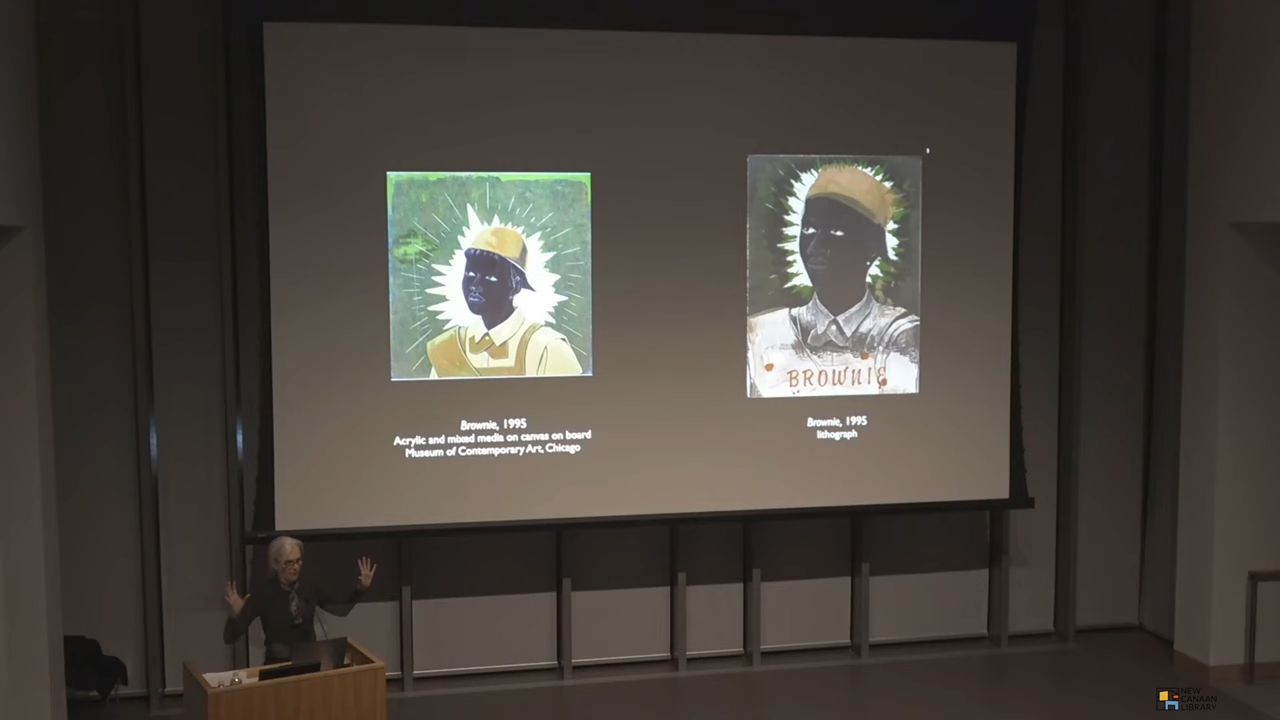 BROWNIE
Brownie, 1995
Acrylic and mixed media on canvas on board
Museum of Contemporary Art, Chicago
Brownie, 1995
lithograph
NEW
CANAAN
LIBRARY